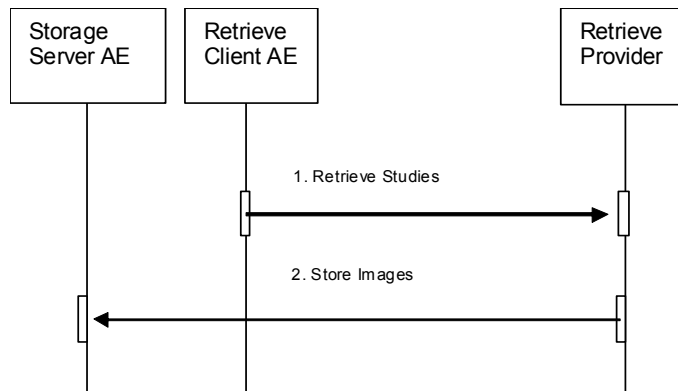 Storage
Server AE
Retrieve
Client AE
Retrieve
Provider
1. Retrieve Studies
2. Store Images